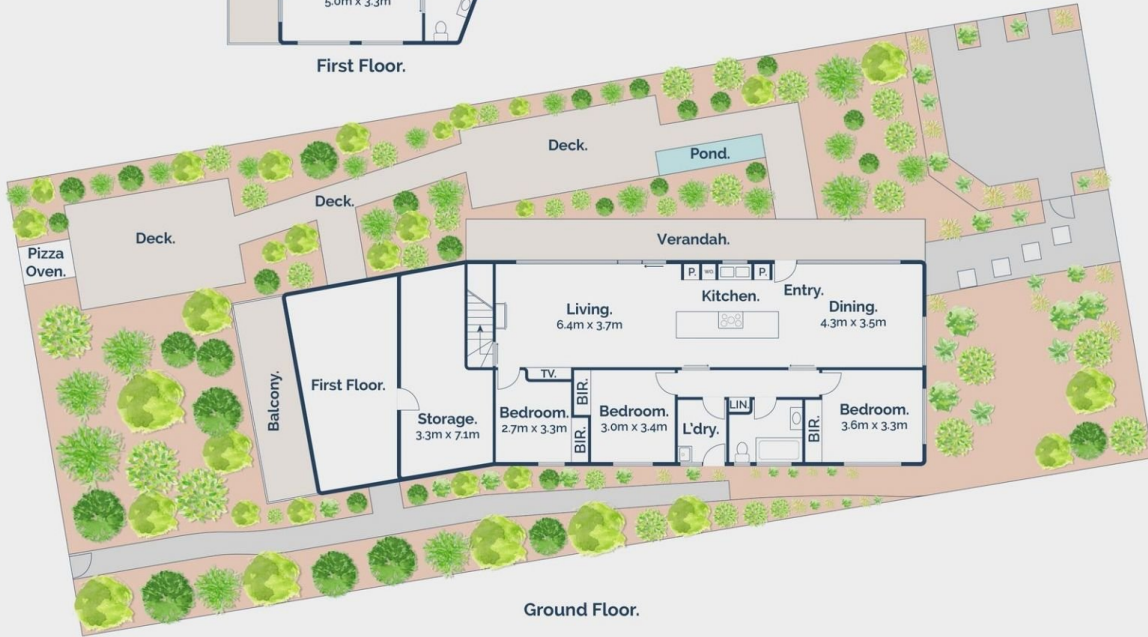 5.0m x 3.3m
First Floor.
Deck.
Pond.
Deck.
Deck.
Verandah.
Pizza
Oven.
P.
WO.
P.
Living.
6.4m x 3.7m
Kitchen.
Entry.
Dining.
4.3m x 3.5m
Balcony.
First Floor.
Storage.
3.3m x 7.1m
TV.
Bedroom.
2.7m x 3.3m
BIR.
BIR.
Bedroom.
3.0m x 3.4m
L'dry.
LIN.
BIR.
Bedroom.
3.6m x 3.3m
Ground Floor.